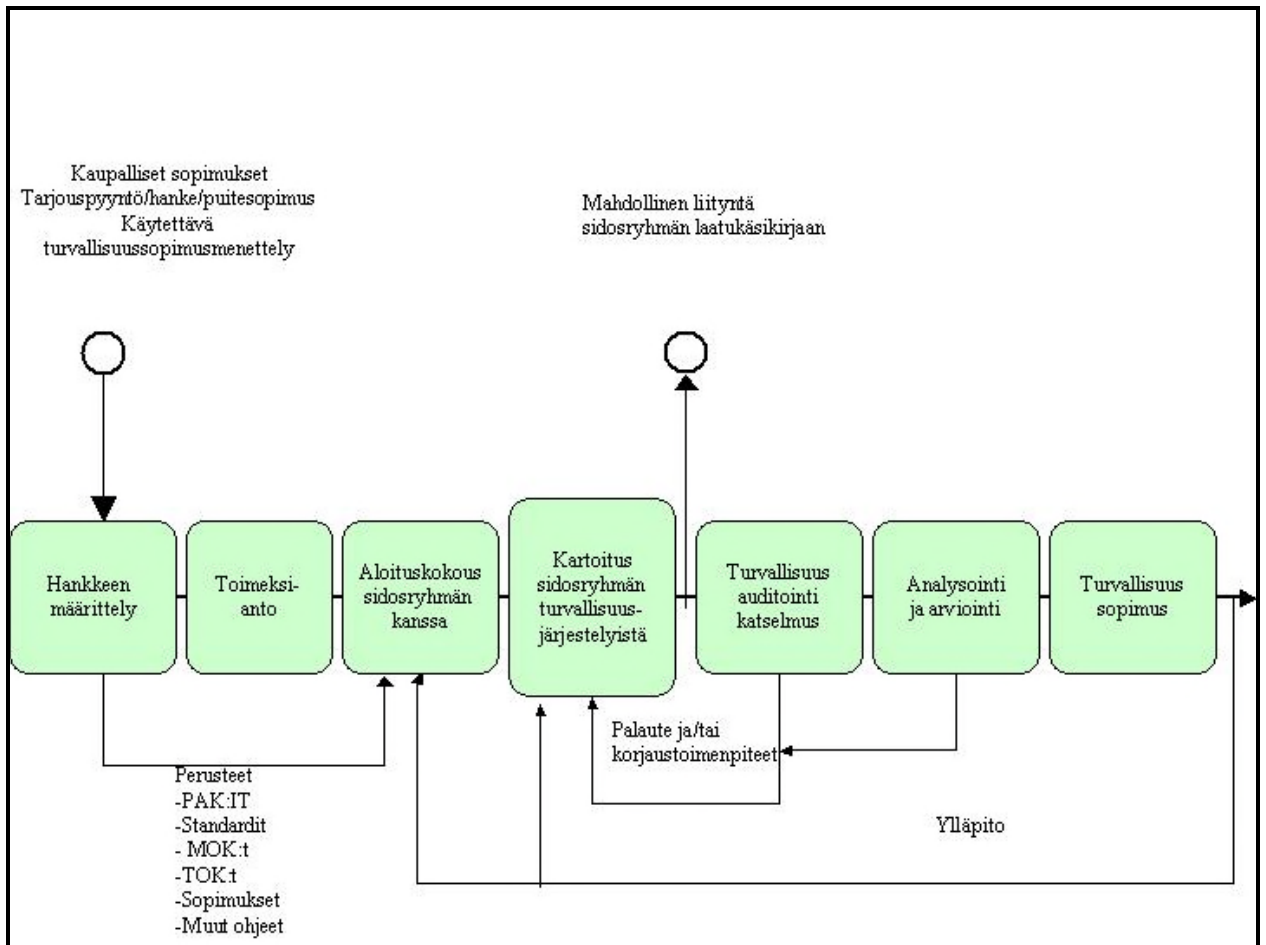 Kaupalliset sopimukset
Tarjouspyyntö/hanke/puitesopimus
Käytettävä
turvallisuussopimusmenettely
Mahdollinen liityntä
sidosryhmän laatukäsikirjaan
Hankkeen
määrittely
Toimeksi-
anto
Aloituskokous
sidosryhmän
kanssa
Kartoitus
sidosryhmän
turvallisuus-
järjestelyistä
Turvallisuus
auditointi
katselmus
Analysointi
ja arviointi
Turvallisuus
sopimus
Palaute ja/tai
korjaustoimenpiteet
Perusteet
-PAK:IT
-Standardit
- MOK:t
-TOK:t
-Sopimukset
-Muut ohjeet
Ylläpito